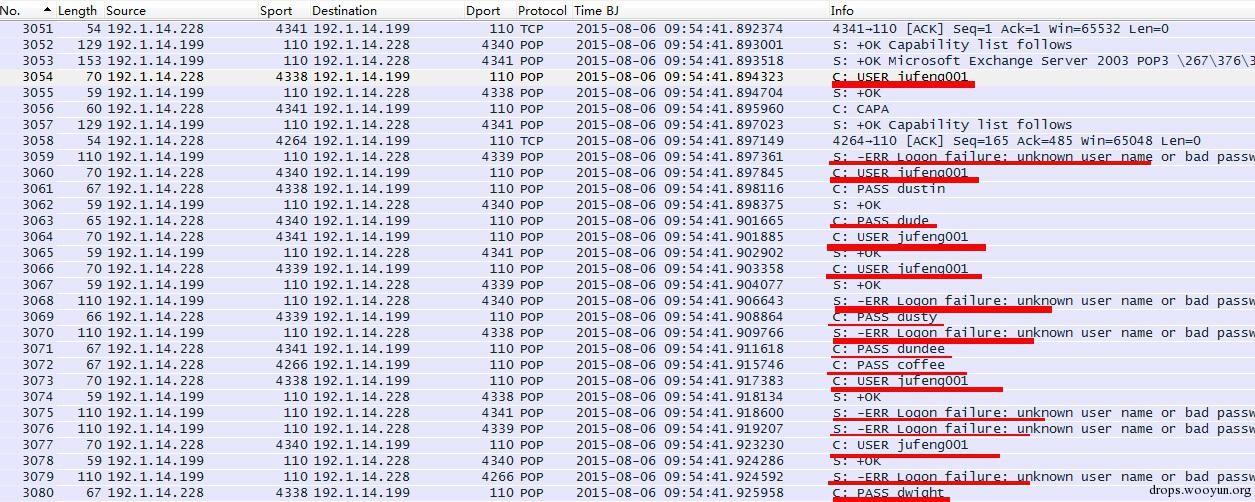 No. Length Source Sport Destination Dport Protocol Time BJ Info
3051 54 192.1.14.228 4341 192.1.14.199 110 TCP 2015-08-06 09:54:41.892374 4341→110 [ACK] Seq=1 Ack=1 Win=65532 Len=0
3052 129 192.1.14.199 110 192.1.14.228 4340 POP 2015-08-06 09:54:41.893001 S: +OK Capability list follows
3053 153 192.1.14.199 110 192.1.14.228 4341 POP 2015-08-06 09:54:41.893518 S: +OK Microsoft Exchange Server 2003 POP3 \267\376\3
3054 70 192.1.14.228 4338 192.1.14.199 110 POP 2015-08-06 09:54:41.894323 C: USER jufeng001
3055 59 192.1.14.199 110 192.1.14.228 4338 POP 2015-08-06 09:54:41.894704 S: +OK
3056 60 192.1.14.228 4341 192.1.14.199 110 POP 2015-08-06 09:54:41.895960 C: CAPA
3057 129 192.1.14.199 110 192.1.14.228 4341 POP 2015-08-06 09:54:41.897023 S: +OK Capability list follows
3058 54 192.1.14.228 4264 192.1.14.199 110 TCP 2015-08-06 09:54:41.897149 4264→110 [ACK] Seq=165 Ack=485 Win=65048 Len=0
3059 110 192.1.14.199 110 192.1.14.228 4339 POP 2015-08-06 09:54:41.897361 S: -ERR Logon failure: unknown user name or bad passw
3060 70 192.1.14.228 4340 192.1.14.199 110 POP 2015-08-06 09:54:41.897845 C: USER jufeng001
3061 67 192.1.14.228 4338 192.1.14.199 110 POP 2015-08-06 09:54:41.898116 C: PASS dustin
3062 59 192.1.14.199 110 192.1.14.228 4340 POP 2015-08-06 09:54:41.898375 S: +OK
3063 65 192.1.14.228 4340 192.1.14.199 110 POP 2015-08-06 09:54:41.901665 C: PASS dude
3064 70 192.1.14.228 4341 192.1.14.199 110 POP 2015-08-06 09:54:41.901885 C: USER jufeng001
3065 59 192.1.14.199 110 192.1.14.228 4341 POP 2015-08-06 09:54:41.902902 S: +OK
3066 70 192.1.14.228 4339 192.1.14.199 110 POP 2015-08-06 09:54:41.903358 C: USER jufeng001
3067 59 192.1.14.199 110 192.1.14.228 4339 POP 2015-08-06 09:54:41.904077 S: +OK
3068 110 192.1.14.199 110 192.1.14.228 4340 POP 2015-08-06 09:54:41.906643 S: -ERR Logon failure: unknown user name or bad passw
3069 66 192.1.14.228 4339 192.1.14.199 110 POP 2015-08-06 09:54:41.908864 C: PASS dusty
3070 110 192.1.14.199 110 192.1.14.228 4338 POP 2015-08-06 09:54:41.909766 S: -ERR Logon failure: unknown user name or bad passw
3071 67 192.1.14.228 4341 192.1.14.199 110 POP 2015-08-06 09:54:41.911618 C: PASS dundee
3072 67 192.1.14.228 4266 192.1.14.199 110 POP 2015-08-06 09:54:41.915746 C: PASS coffee
3073 70 192.1.14.228 4338 192.1.14.199 110 POP 2015-08-06 09:54:41.917383 C: USER jufeng001
3074 59 192.1.14.199 110 192.1.14.228 4338 POP 2015-08-06 09:54:41.918134 S: +OK
3075 110 192.1.14.199 110 192.1.14.228 4341 POP 2015-08-06 09:54:41.918600 S: -ERR Logon failure: unknown user name or bad passw
3076 110 192.1.14.199 110 192.1.14.228 4339 POP 2015-08-06 09:54:41.919207 S: -ERR Logon failure: unknown user name or bad passw
3077 70 192.1.14.228 4340 192.1.14.199 110 POP 2015-08-06 09:54:41.923230 C: USER jufeng001
3078 59 192.1.14.199 110 192.1.14.228 4340 POP 2015-08-06 09:54:41.924286 S: +OK
3079 110 192.1.14.199 110 192.1.14.228 4266 POP 2015-08-06 09:54:41.924592 S: -ERR Logon failure: unknown user name or bad passw
3080 67 192.1.14.228 4338 192.1.14.199 110 POP 2015-08-06 09:54:41.925958 C: PASS dwight
drops.wooyun.org